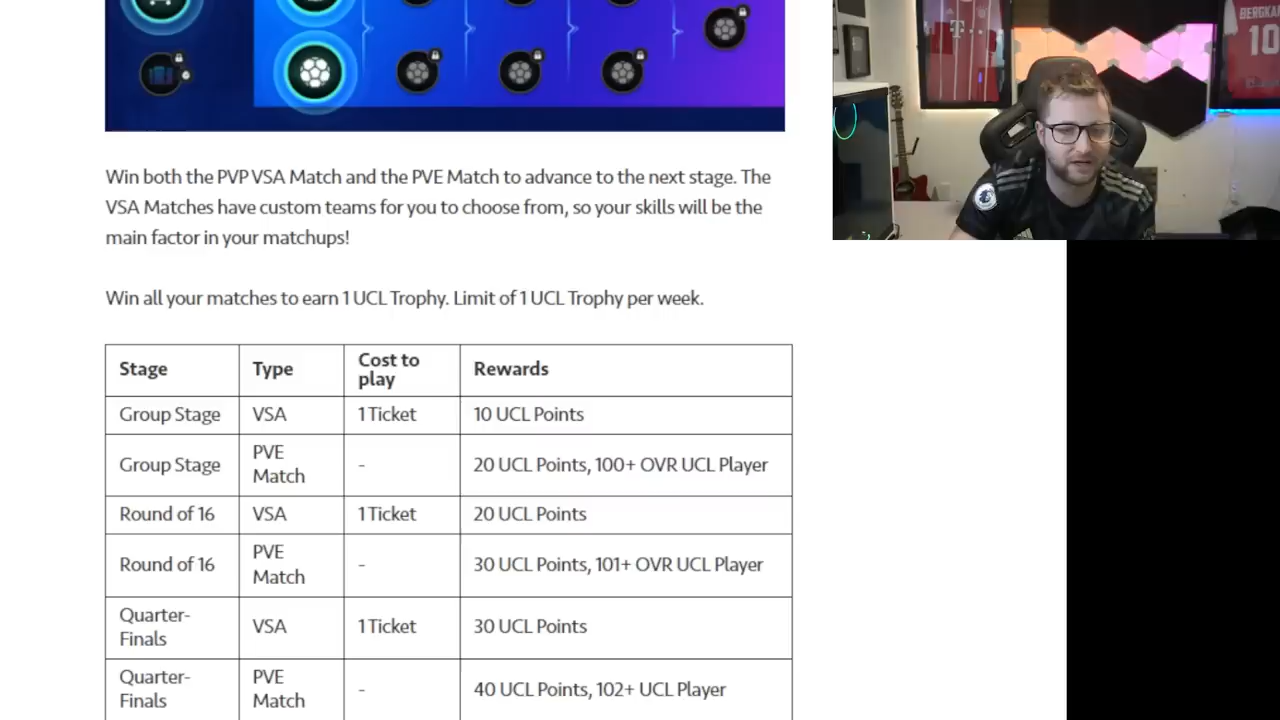 Win both the PVP VSA Match and the PVE Match to advance to the next stage. The
VSA Matches have custom teams for you to choose from, so your skills will be the
main factor in your matchups!
Win all your matches to earn 1 UCL Trophy. Limit of 1 UCL Trophy per week.
Stage Type Cost to play Rewards
Group Stage VSA 1 Ticket 10 UCL Points
Group Stage PVE Match - 20 UCL Points, 100+ OVR UCL Player
Round of 16 VSA 1 Ticket 20 UCL Points
Round of 16 PVE Match - 30 UCL Points, 101+ OVR UCL Player
Quarter-Finals VSA 1 Ticket 30 UCL Points
Quarter-Finals PVE Match - 40 UCL Points, 102+ UCL Player
T
10